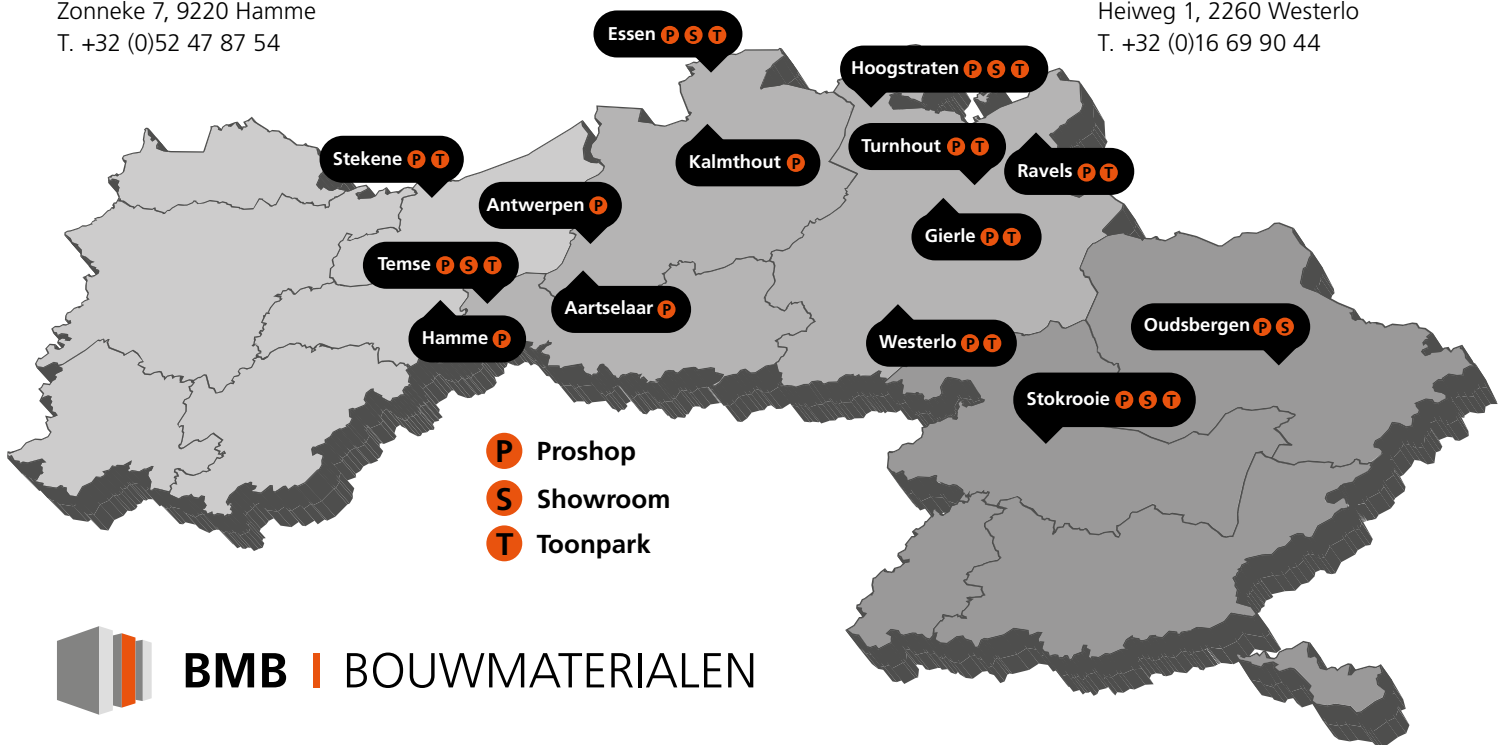 Zonneke 7, 9220 Hamme
T. +32 (0)52 47 87 54
Heiweg 1, 2260 Westerlo
T. +32 (0)16 69 90 44
Essen P S T
Hoogstraten P S T
Stekene P T
Kalmthout P
Turnhout P T
Ravels P T
Antwerpen P
Gierle P T
Temse P S T
Aartselaar P
Hamme P
Westerlo P T
Oudsbergen P S
Stokrooie P S T
P Proshop
S Showroom
T Toonpark
BMB | BOUWMATERIALEN